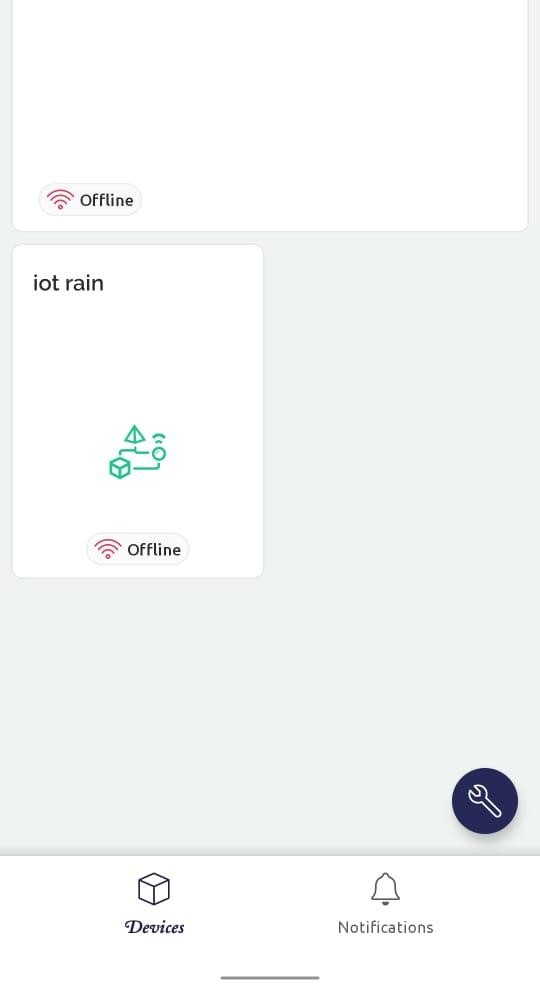 Offline
iot rain
Offline
Devices
Notifications